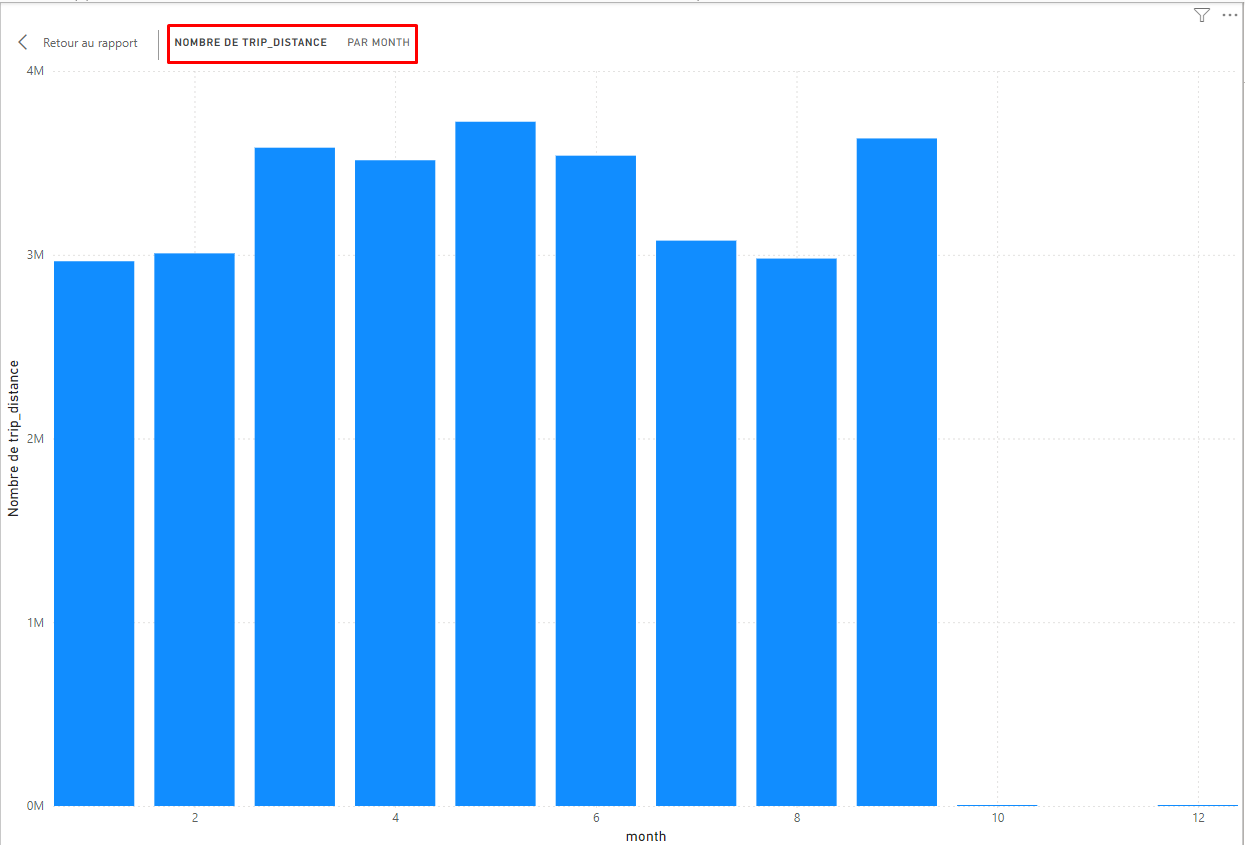 Retour au rapport
NOMBRE DE TRIP_DISTANCE PAR MONTH
4M
3M
2M
1M
0M
Nombre de trip_distance
2 4 6 8 10 12
month